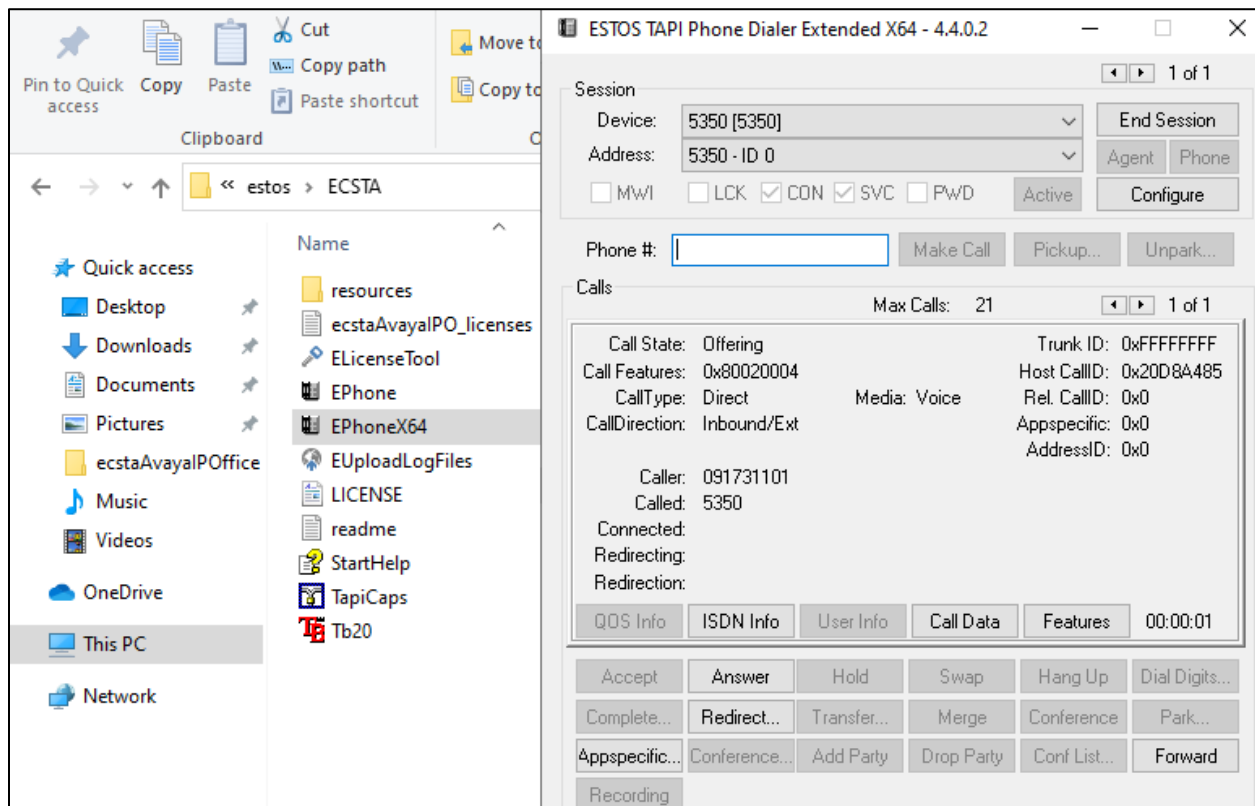 Pin to Quick
access
Copy
Paste
Cut
Copy path
Paste shortcut
Clipboard
Move to
Copy to
« estos > ECSTA
Quick access
Desktop
Downloads
Documents
Pictures
ecstaAvayaIPOffice
Music
Videos
OneDrive
This PC
Network
Name
resources
ecstaAvayaIPO_licenses
ELicenseTool
EPhone
EPhoneX64
EUploadLogFiles
LICENSE
readme
StartHelp
TapiCaps
Tb20
ESTOS TAPI Phone Dialer Extended X64 - 4.4.0.2
1 of 1
Session
Device: 5350 [5350] End Session
Address: 5350 - ID 0 Agent Phone
MWI LCK CON SVC PWD Active Configure
Phone #: Make Call Pickup... Unpark...
Calls
Max Calls: 21 1 of 1
Call State: Offering Trunk ID: 0xFFFFFFFF
Call Features: 0x80020004 Host CallID: 0x20D8A485
CallType: Direct Media: Voice Rel. CallID: 0x0
CallDirection: Inbound/Ext Appspecific: 0x0
AddressID: 0x0
Caller: 091731101
Called: 5350
Connected:
Redirecting:
Redirection:
QOS Info ISDN Info User Info Call Data Features 00:00:01
Accept Answer Hold Swap Hang Up Dial Digits...
Complete... Redirect... Transfer... Merge Conference Park...
Appspecific... Conference... Add Party Drop Party Conf List... Forward
Recording